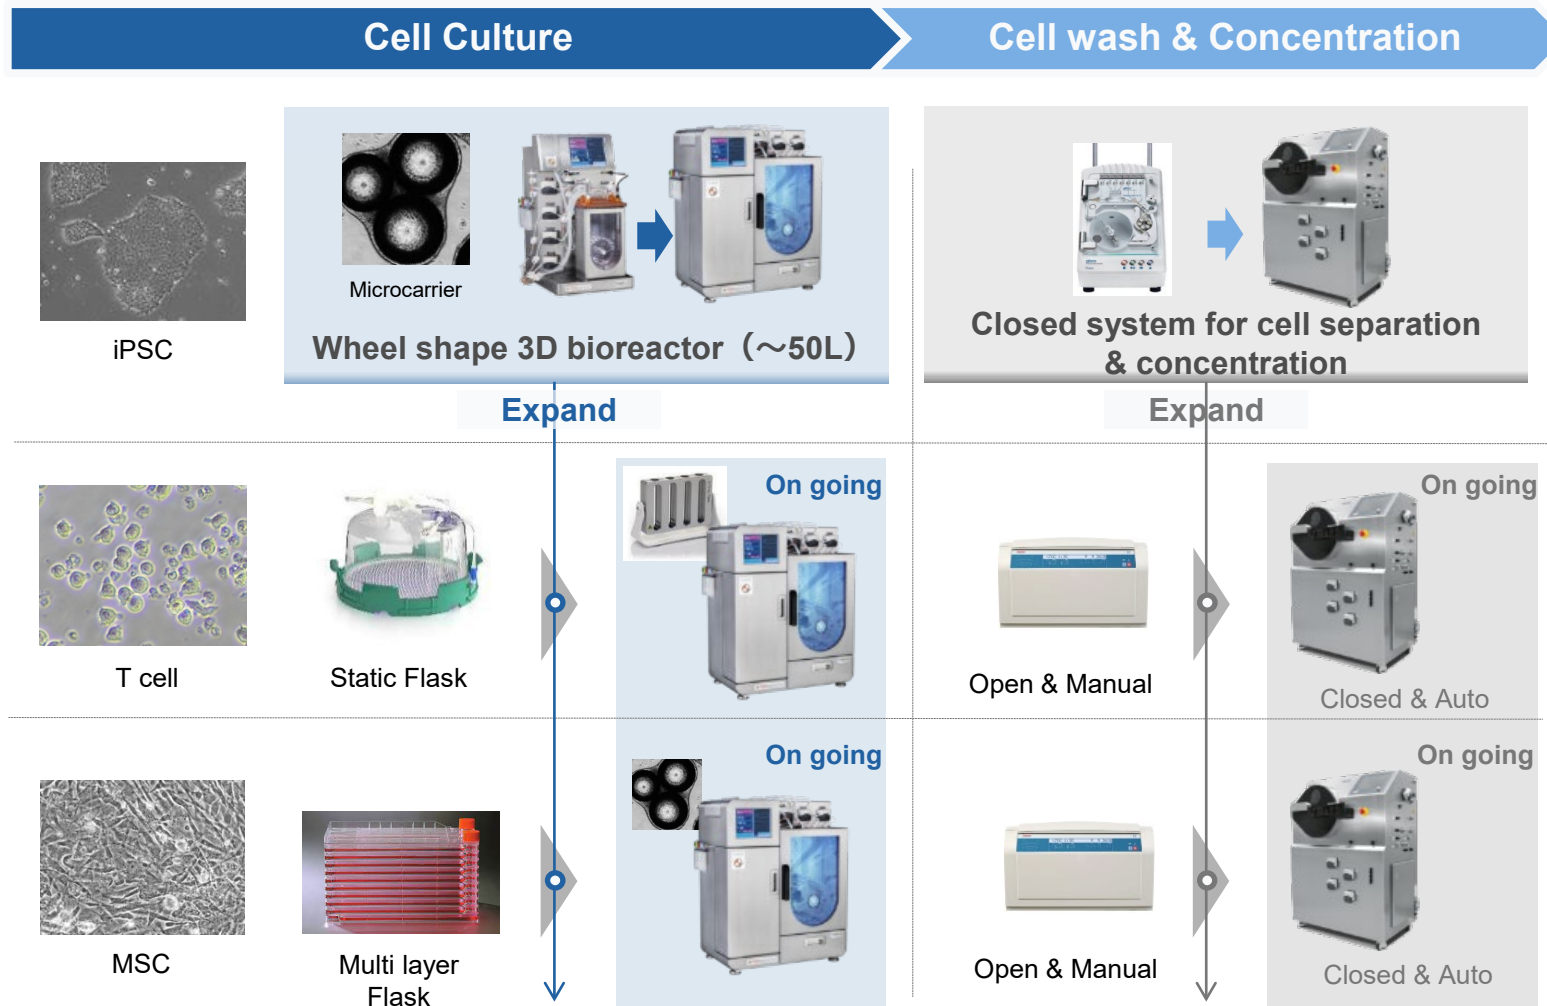 Cell Culture
Cell wash & Concentration
Microcarrier
iPSC
Wheel shape 3D bioreactor（～50L）
Closed system for cell separation
& concentration
Expand
Expand
On going
On going
T cell
Static Flask
Open & Manual
Closed & Auto
On going
On going
MSC
Multi layer
Flask
Open & Manual
Closed & Auto